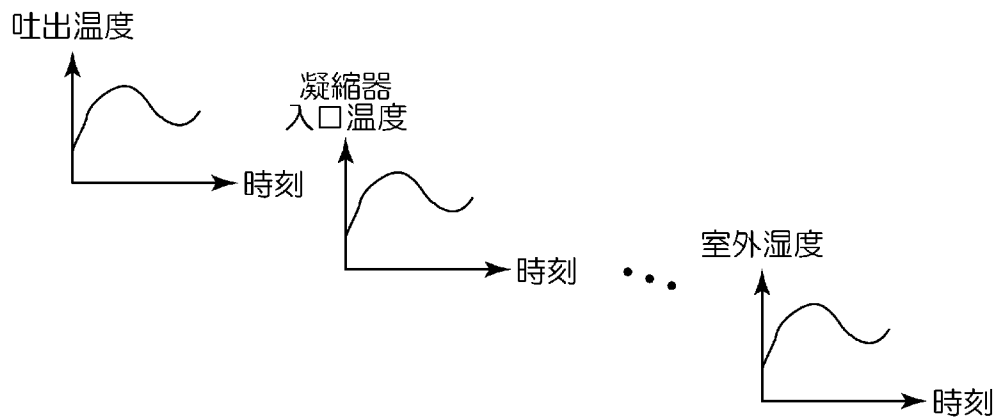 吐出温度
時刻
凝縮器
入口温度
時刻
室外湿度
時刻